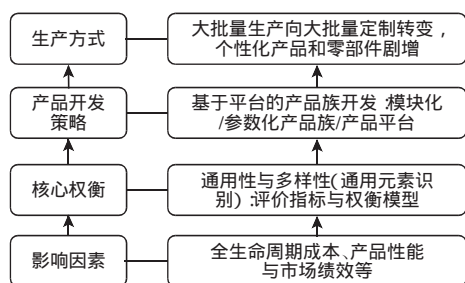 生产方式
大批量生产向大批量定制转变,
个性化产品和零部件剧增
产品开发
策略
基于平台的产品族开发:模块化
/参数化产品族/产品平台
核心权衡
通用性与多样性(通用元素识
别):评价指标与权衡模型
影响因素
全生命周期成本、产品性能
与市场绩效等